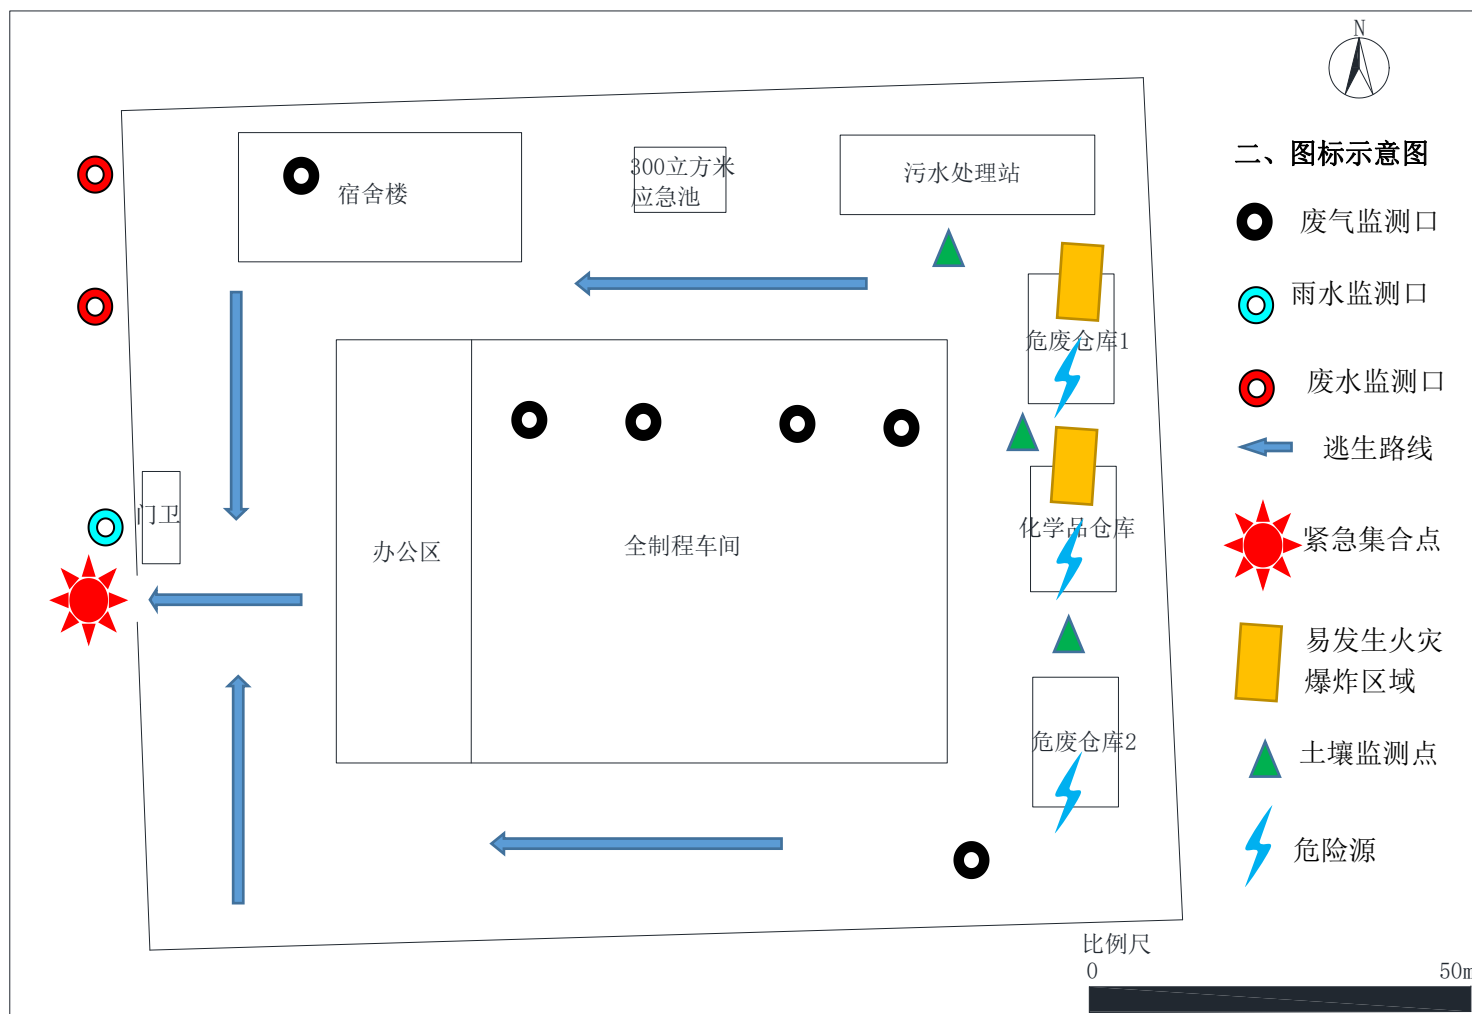 N
二、图标示意图
300立方米
应急池
污水处理站
宿舍楼
废气监测口
雨水监测口
危废仓库1
废水监测口
逃生路线
门卫
化学品仓库
办公区
全制程车间
紧急集合点
易发生火灾
爆炸区域
危废仓库2
土壤监测点
危险源
比例尺
0
50m